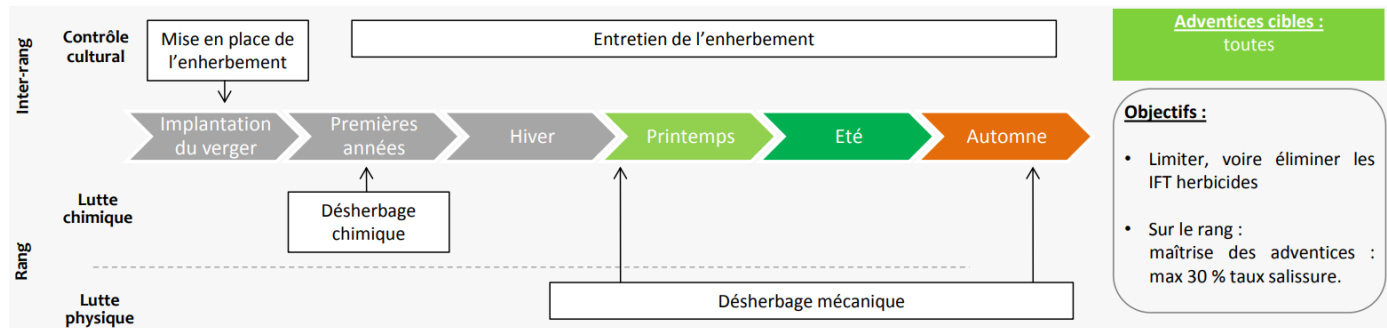 Inter-rang
Contrôle
cultural
Mise en place de
l’enherbement
Entretien de l’enherbement
Implantation
du verger
Premières
années
Hiver
Printemps
Eté
Automne
Rang
Lutte
chimique
Désherbage
chimique
Lutte
physique
Désherbage mécanique
Adventices cibles :
toutes
Objectifs :
• Limiter, voire éliminer les
IFT herbicides
• Sur le rang :
maîtrise des adventices :
max 30 % taux salissure.